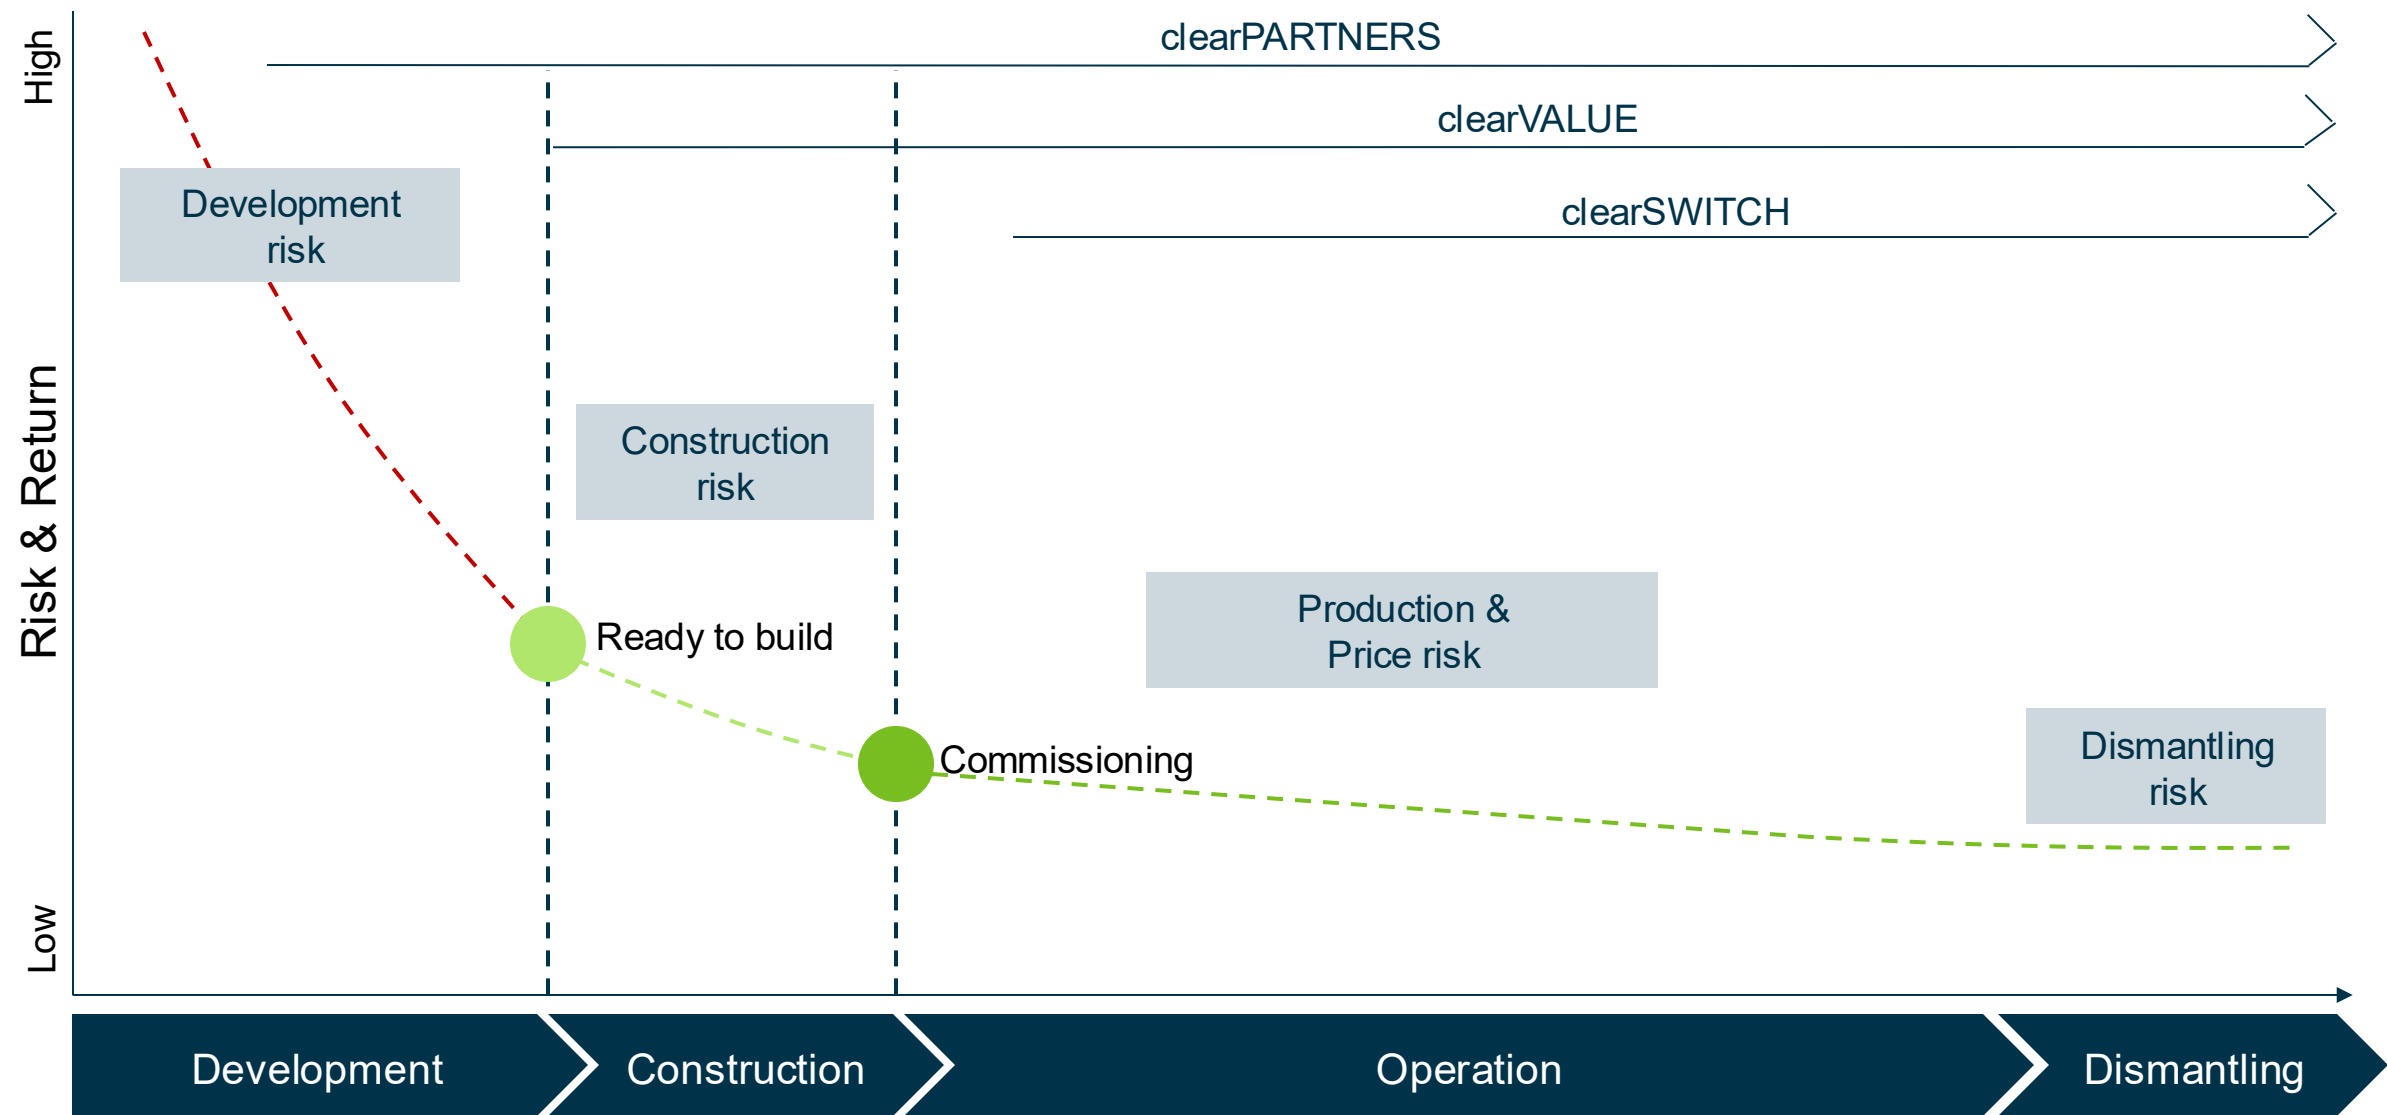 High
Risk & Return
Low
clearPARTNERS
clearVALUE
clearSWITCH
Development
risk
Construction
risk
Ready to build
Production &
Price risk
Commissioning
Dismantling
risk
Development
Construction
Operation
Dismantling